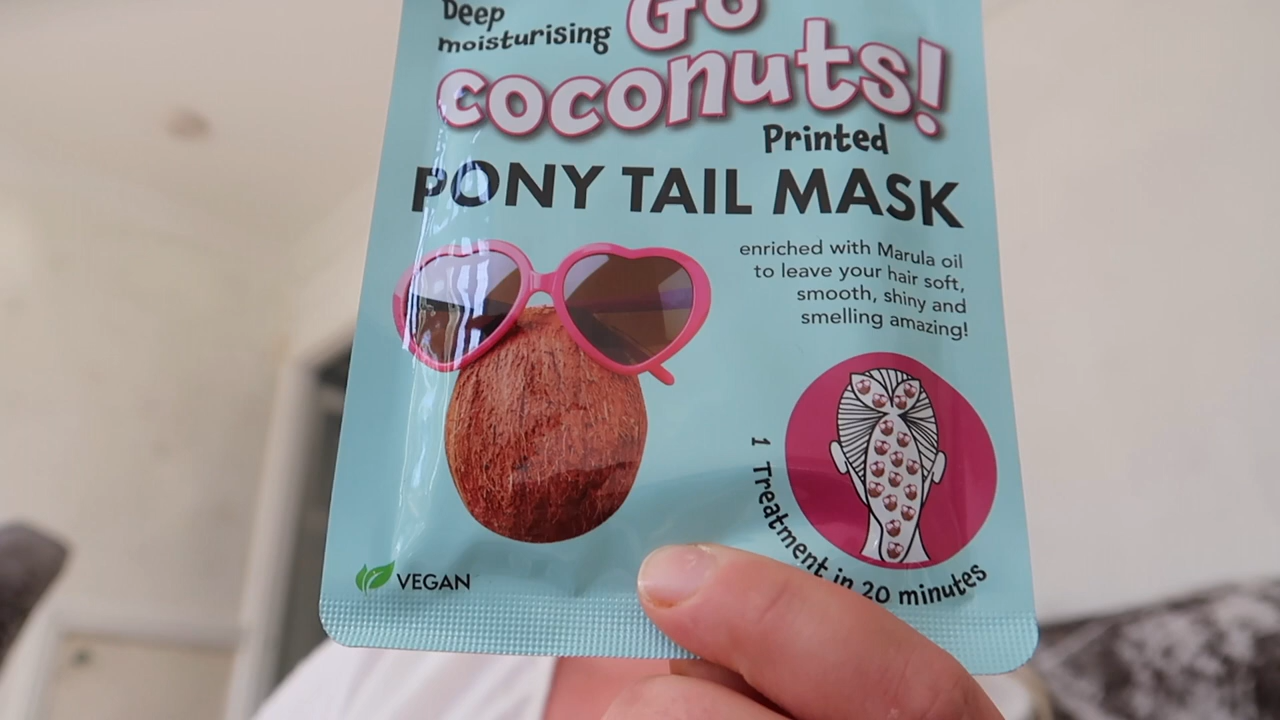 Deep
moisturising
Go
coconuts!
Printed
PONY TAIL MASK
enriched with Marula oil
to leave your hair soft,
smooth, shiny and
smelling amazing!
1 Treatment in 20 minutes
VEGAN